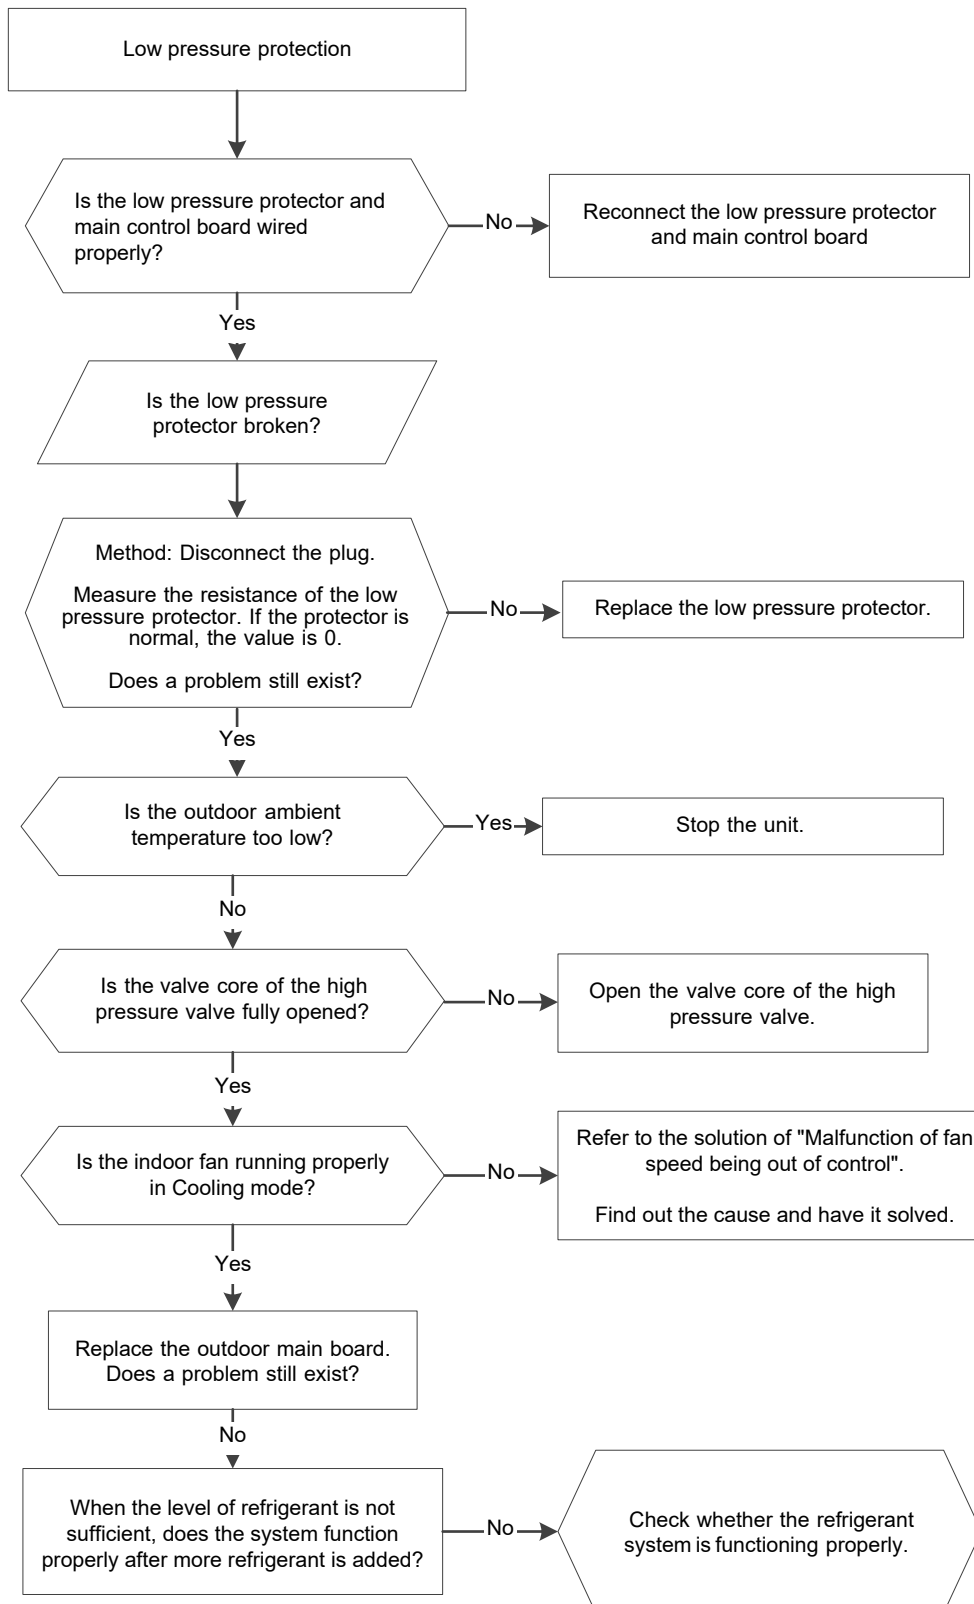 Low pressure protection
Is the low pressure protector and
main control board wired
properly?
No
Reconnect the low pressure protector
and main control board
Yes
Is the low pressure
protector broken?
Method: Disconnect the plug.
Measure the resistance of the low
pressure protector. If the protector is
normal, the value is 0.
Does a problem still exist?
No
Replace the low pressure protector.
Yes
Is the outdoor ambient
temperature too low?
Yes
Stop the unit.
No
Is the valve core of the high
pressure valve fully opened?
No
Open the valve core of the high
pressure valve.
Yes
Is the indoor fan running properly
in Cooling mode?
No
Refer to the solution of "Malfunction of fan
speed being out of control".
Find out the cause and have it solved.
Yes
Replace the outdoor main board.
Does a problem still exist?
No
When the level of refrigerant is not
sufficient, does the system function
properly after more refrigerant is added?
No
Check whether the refrigerant
system is functioning properly.